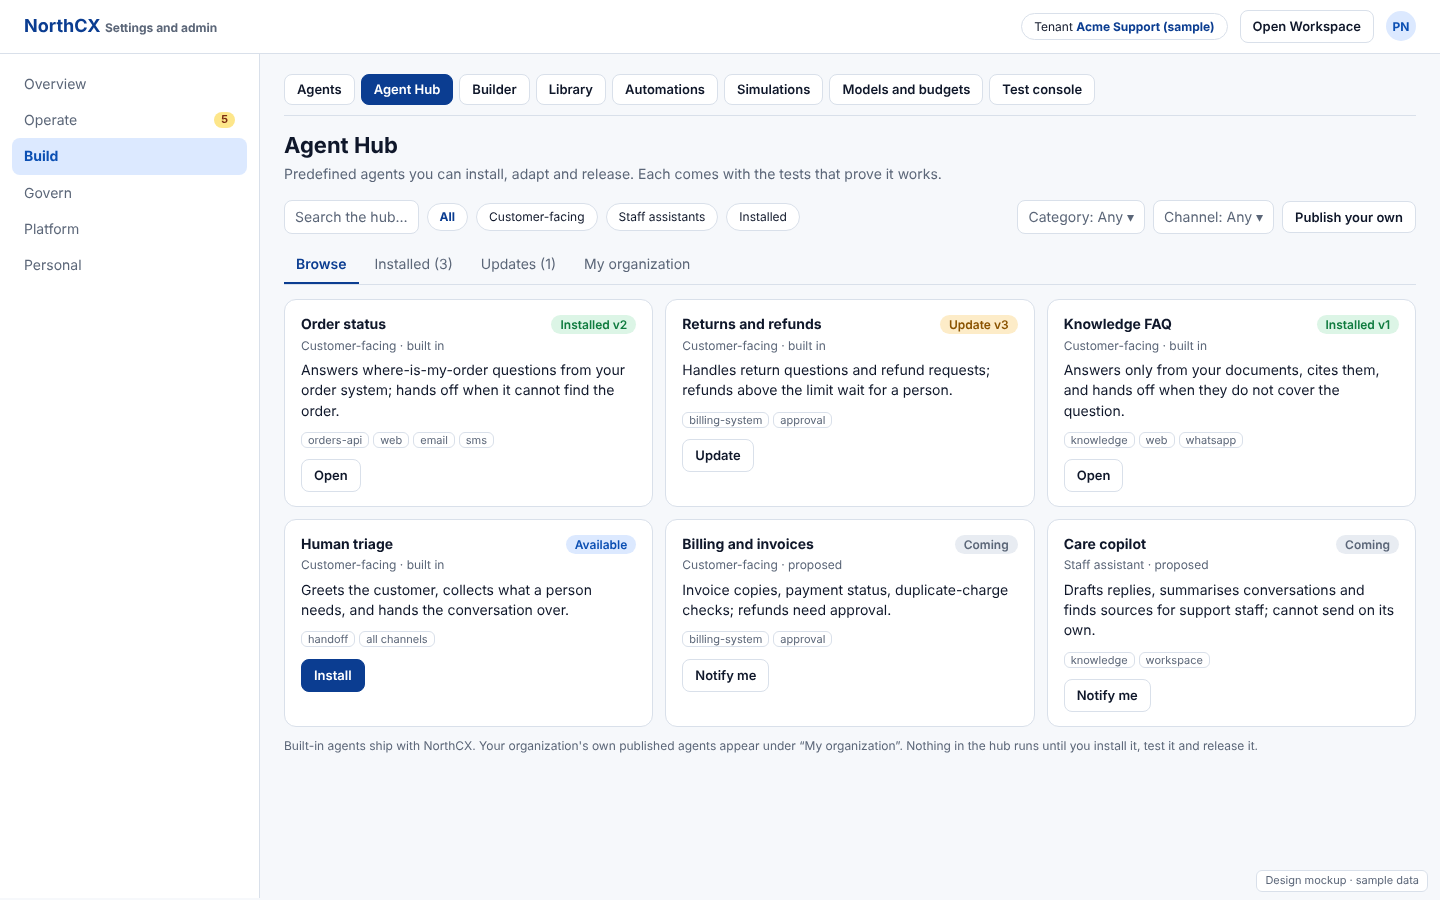 NorthCX Settings and admin
Tenant Acme Support (sample)
Open Workspace
PN
Overview
Operate 5
Build
Govern
Platform
Personal
Agents
Agent Hub
Builder
Library
Automations
Simulations
Models and budgets
Test console
Agent Hub
Predefined agents you can install, adapt and release. Each comes with the tests that prove it works.
Search the hub...
All
Customer-facing
Staff assistants
Installed
Category: Any ▾
Channel: Any ▾
Publish your own
Browse
Installed (3)
Updates (1)
My organization
Order status
Installed v2
Customer-facing · built in
Answers where-is-my-order questions from your
order system; hands off when it cannot find the
order.
orders-api web email sms
Open
Returns and refunds
Update v3
Customer-facing · built in
Handles return questions and refund requests;
refunds above the limit wait for a person.
billing-system approval
Update
Knowledge FAQ
Installed v1
Customer-facing · built in
Answers only from your documents, cites them,
and hands off when they do not cover the
question.
knowledge web whatsapp
Open
Human triage
Available
Customer-facing · built in
Greets the customer, collects what a person
needs, and hands the conversation over.
handoff all channels
Install
Billing and invoices
Coming
Customer-facing · proposed
Invoice copies, payment status, duplicate-charge
checks; refunds need approval.
billing-system approval
Notify me
Care copilot
Coming
Staff assistant · proposed
Drafts replies, summarises conversations and
finds sources for support staff; cannot send on its
own.
knowledge workspace
Notify me
Built-in agents ship with NorthCX. Your organization's own published agents appear under “My organization”. Nothing in the hub runs until you install it, test it and release it.
Design mockup · sample data